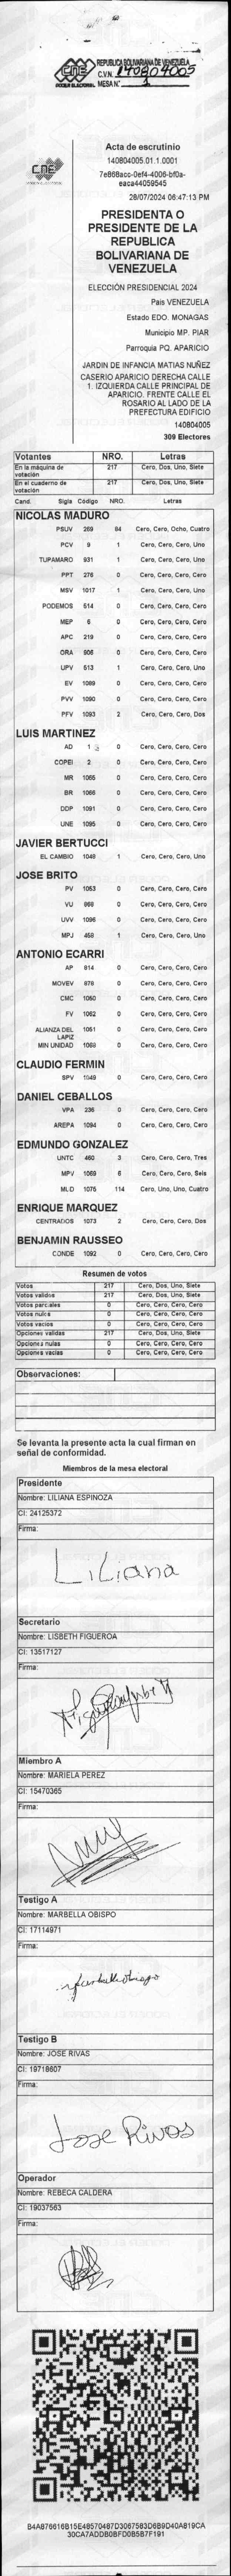 REPUBLICA BOLIVARIANA DE VENEZUELA
CNE
C.V.N. 140804005
PODER ELECTORAL MESA N° 1
CNE
Acta de escrutinio
140804005.01.1.0001
7e868acc-0ef4-4006-bf0a-
eaca44059545
28/07/2024 06:47:13 PM
PRESIDENTA O
PRESIDENTE DE LA
REPUBLICA
BOLIVARIANA DE
VENEZUELA
ELECCIÓN PRESIDENCIAL 2024
Pais VENEZUELA
Estado EDO. MONAGAS
Municipio MP. PIAR
Parroquia PQ. APARICIO
JARDIN DE INFANCIA MATIAS NUÑEZ
CASERIO APARICIO DERECHA CALLE
1. IZQUIERDA CALLE PRINCIPAL DE
APARICIO. FRENTE CALLE EL
ROSARIO AL LADO DE LA
PREFECTURA EDIFICIO
140804005
309 Electores
Votantes NRO. Letras
En la máquina de votación 217 Cero, Dos, Uno, Siete
En el cuaderno de votación 217 Cero, Dos, Uno, Siete
Cand. Sigla Código NRO. Letras
NICOLAS MADURO
PSUV 269 84 Cero, Cero, Ocho, Cuatro
PCV 9 1 Cero, Cero, Cero, Uno
TUPAMARO 931 1 Cero, Cero, Cero, Uno
PPT 276 0 Cero, Cero, Cero, Cero
MSV 1017 1 Cero, Cero, Cero, Uno
PODEMOS 514 0 Cero, Cero, Cero, Cero
MEP 6 0 Cero, Cero, Cero, Cero
APC 219 0 Cero, Cero, Cero, Cero
ORA 906 0 Cero, Cero, Cero, Cero
UPV 513 1 Cero, Cero, Cero, Uno
EV 1089 0 Cero, Cero, Cero, Cero
PVV 1090 0 Cero, Cero, Cero, Cero
PFV 1093 2 Cero, Cero, Cero, Dos
LUIS MARTINEZ
AD 1 0 Cero, Cero, Cero, Cero
COPEI 2 0 Cero, Cero, Cero, Cero
MR 1065 0 Cero, Cero, Cero, Cero
BR 1066 0 Cero, Cero, Cero, Cero
DDP 1091 0 Cero, Cero, Cero, Cero
UNE 1095 0 Cero, Cero, Cero, Cero
JAVIER BERTUCCI
EL CAMBIO 1048 1 Cero, Cero, Cero, Uno
JOSE BRITO
PV 1053 0 Cero, Cero, Cero, Cero
VU 868 0 Cero, Cero, Cero, Cero
UVV 1096 0 Cero, Cero, Cero, Cero
MPJ 458 1 Cero, Cero, Cero, Uno
ANTONIO ECARRI
AP 814 0 Cero, Cero, Cero, Cero
MOVEV 878 0 Cero, Cero, Cero, Cero
CMC 1050 0 Cero, Cero, Cero, Cero
FV 1062 0 Cero, Cero, Cero, Cero
ALIANZA DEL LAPIZ 1061 0 Cero, Cero, Cero, Cero
MIN UNIDAD 1068 0 Cero, Cero, Cero, Cero
CLAUDIO FERMIN
SPV 1049 0 Cero, Cero, Cero, Cero
DANIEL CEBALLOS
VPA 236 0 Cero, Cero, Cero, Cero
AREPA 1094 0 Cero, Cero, Cero, Cero
EDMUNDO GONZALEZ
UNTC 460 3 Cero, Cero, Cero, Tres
MPV 1069 6 Cero, Cero, Cero, Seis
MUD 1075 114 Cero, Uno, Uno, Cuatro
ENRIQUE MARQUEZ
CENTRADOS 1073 2 Cero, Cero, Cero, Dos
BENJAMIN RAUSSEO
CONDE 1092 0 Cero, Cero, Cero, Cero
Resumen de votos
Votos 217 Cero, Dos, Uno, Siete
Votos validos 217 Cero, Dos, Uno, Siete
Votos parciales 0 Cero, Cero, Cero, Cero
Votos nulos 0 Cero, Cero, Cero, Cero
Votos vacios 0 Cero, Cero, Cero, Cero
Opciones validas 217 Cero, Dos, Uno, Siete
Opciones nulas 0 Cero, Cero, Cero, Cero
Opciones vacias 0 Cero, Cero, Cero, Cero
Observaciones:
Se levanta la presente acta la cual firman en
señal de conformidad.
Miembros de la mesa electoral
Presidente
Nombre: LILIANA ESPINOZA
CI: 24125372
Firma:
Liliana
Secretario
Nombre: LISBETH FIGUEROA
CI: 13517127
Firma:
Miembro A
Nombre: MARIELA PEREZ
CI: 15470365
Firma:
Testigo A
Nombre: MARBELLA OBISPO
CI: 17114971
Firma:
Testigo B
Nombre: JOSE RIVAS
CI: 19718607
Firma:
Jose Rivas
Operador
Nombre: REBECA CALDERA
CI: 19037563
Firma:
B4A876616B15E48570487D3067583D6B9D40A819CA
30CA7ADDB0BFD0B5B7F191